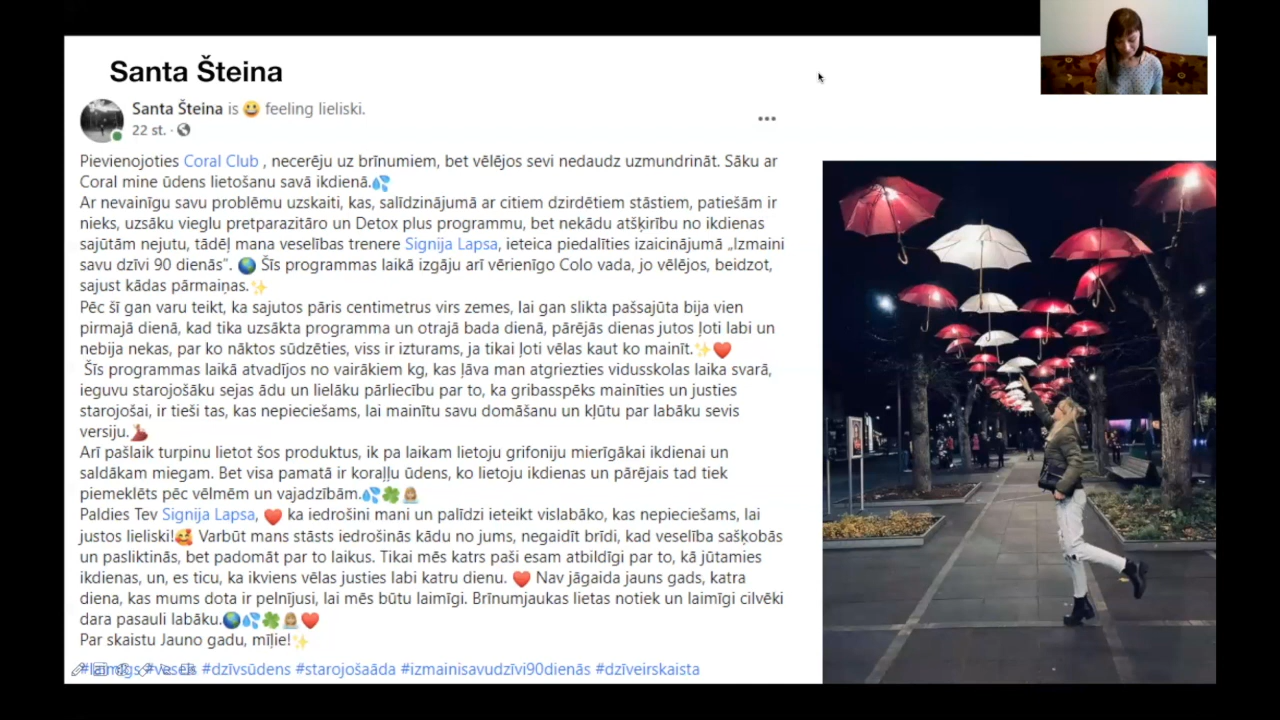 Santa Šteina
Santa Šteina is 😀 feeling lieliski.
22 st. ·
Pievienojoties Coral Club , necerēju uz brīnumiem, bet vēlējos sevi nedaudz uzmundrināt. Sāku ar
Coral mine ūdens lietošanu savā ikdienā.💦
Ar nevainīgu savu problēmu uzskaiti, kas, salīdzinājumā ar citiem dzirdētiem stāstiem, patiešām ir
nieks, uzsāku vieglu pretparazitāro un Detox plus programmu, bet nekādu atšķirību no ikdienas
sajūtām nejutu, tādēļ mana veselības trenere Signija Lapsa, ieteica piedalīties izaicinājumā „Izmaini
savu dzīvi 90 dienās”. 🌍 Šīs programmas laikā izgāju arī vērienīgo Colo vada, jo vēlējos, beidzot,
sajust kādas pārmaiņas.✨
Pēc šī gan varu teikt, ka sajutos pāris centimetrus virs zemes, lai gan slikta pašsajūta bija vien
pirmajā dienā, kad tika uzsākta programma un otrajā bada dienā, pārējās dienas jutos ļoti labi un
nebija nekas, par ko nāktos sūdzēties, viss ir izturams, ja tikai ļoti vēlas kaut ko mainīt.✨❤️
Šīs programmas laikā atvadījos no vairākiem kg, kas ļāva man atgriezties vidusskolas laika svarā,
ieguvu starojošāku sejas ādu un lielāku pārliecību par to, ka gribasspēks mainīties un justies
starojošai, ir tieši tas, kas nepieciešams, lai mainītu savu domāšanu un kļūtu par labāku sevis
versiju.💃
Arī pašlaik turpinu lietot šos produktus, ik pa laikam lietoju grifoniju mierīgākai ikdienai un
saldākam miegam. Bet visa pamatā ir koraļļu ūdens, ko lietoju ikdienas un pārējais tad tiek
piemeklēts pēc vēlmēm un vajadzībām.💦🍀💆🏼‍♀️
Paldies Tev Signija Lapsa, ❤️ ka iedrošini mani un palīdzi ieteikt vislabāko, kas nepieciešams, lai
justos lieliski!🥰 Varbūt mans stāsts iedrošinās kādu no jums, negaidīt brīdi, kad veselība sašķobās
un pasliktinās, bet padomāt par to laikus. Tikai mēs katrs paši esam atbildīgi par to, kā jūtamies
ikdienas, un, es ticu, ka ikviens vēlas justies labi katru dienu. ❤️ Nav jāgaida jauns gads, katra
diena, kas mums dota ir pelnījusi, lai mēs būtu laimīgi. Brīnumjaukas lietas notiek un laimīgi cilvēki
dara pasauli labāku.🌍💦🍀💆🏼‍♀️❤️
Par skaistu Jauno gadu, mīļie!✨
#laimīgs #vesels #dzīvsūdens #starojošaāda #izmainisavudzīvi90dienās #dzīveirskaista